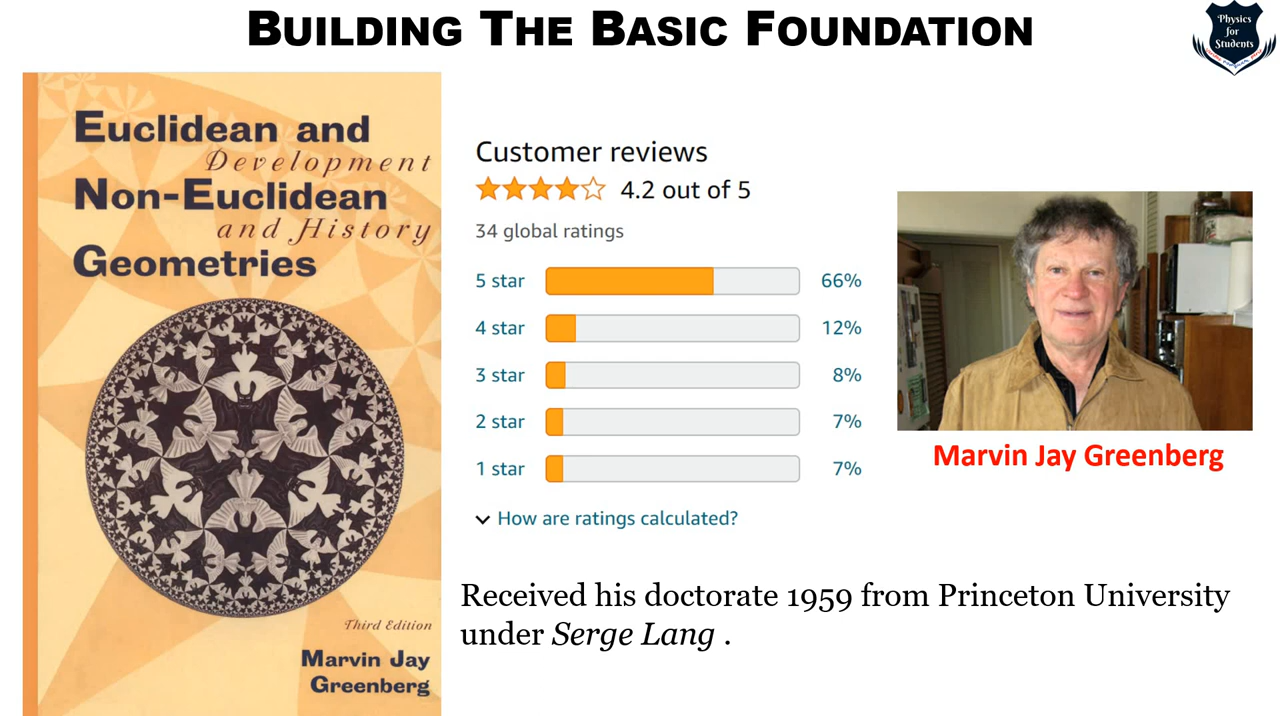 BUILDING THE BASIC FOUNDATION
Physics
for
Students
Euclidean and
Development
Non-Euclidean
and History
Geometries
Third Edition
Marvin Jay
Greenberg
Customer reviews
4.2 out of 5
34 global ratings
5 star 66%
4 star 12%
3 star 8%
2 star 7%
1 star 7%
How are ratings calculated?
Marvin Jay Greenberg
Received his doctorate 1959 from Princeton University
under Serge Lang .